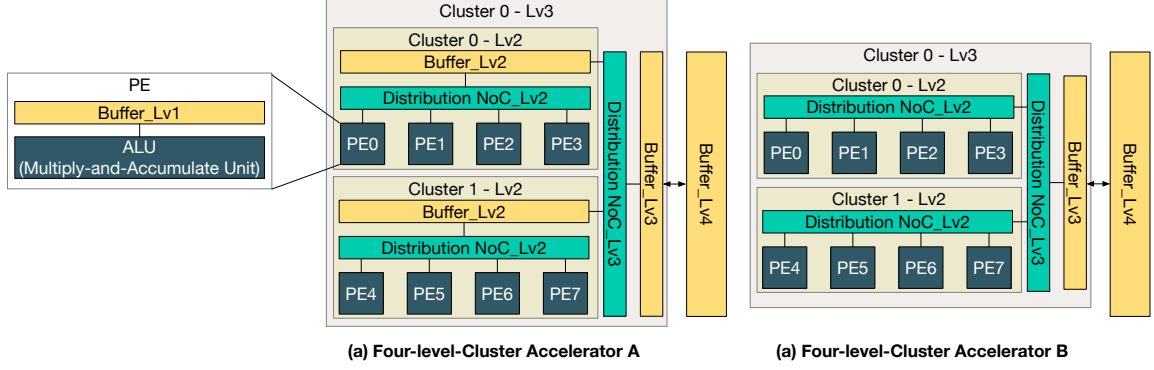 PE
Buffer_Lv1
ALU
(Multiply-and-Accumulate Unit)
Cluster 0 - Lv3
Cluster 0 - Lv2
Buffer_Lv2
Distribution NoC_Lv2
PE0
PE1
PE2
PE3
Cluster 1 - Lv2
Buffer_Lv2
Distribution NoC_Lv2
PE4
PE5
PE6
PE7
Distribution NoC_Lv3
Buffer_Lv3
Buffer_Lv4
(a) Four-level-Cluster Accelerator A
Cluster 0 - Lv3
Cluster 0 - Lv2
Distribution NoC_Lv2
PE0
PE1
PE2
PE3
Cluster 1 - Lv2
Distribution NoC_Lv2
PE4
PE5
PE6
PE7
Distribution NoC_Lv3
Buffer_Lv3
Buffer_Lv4
(a) Four-level-Cluster Accelerator B